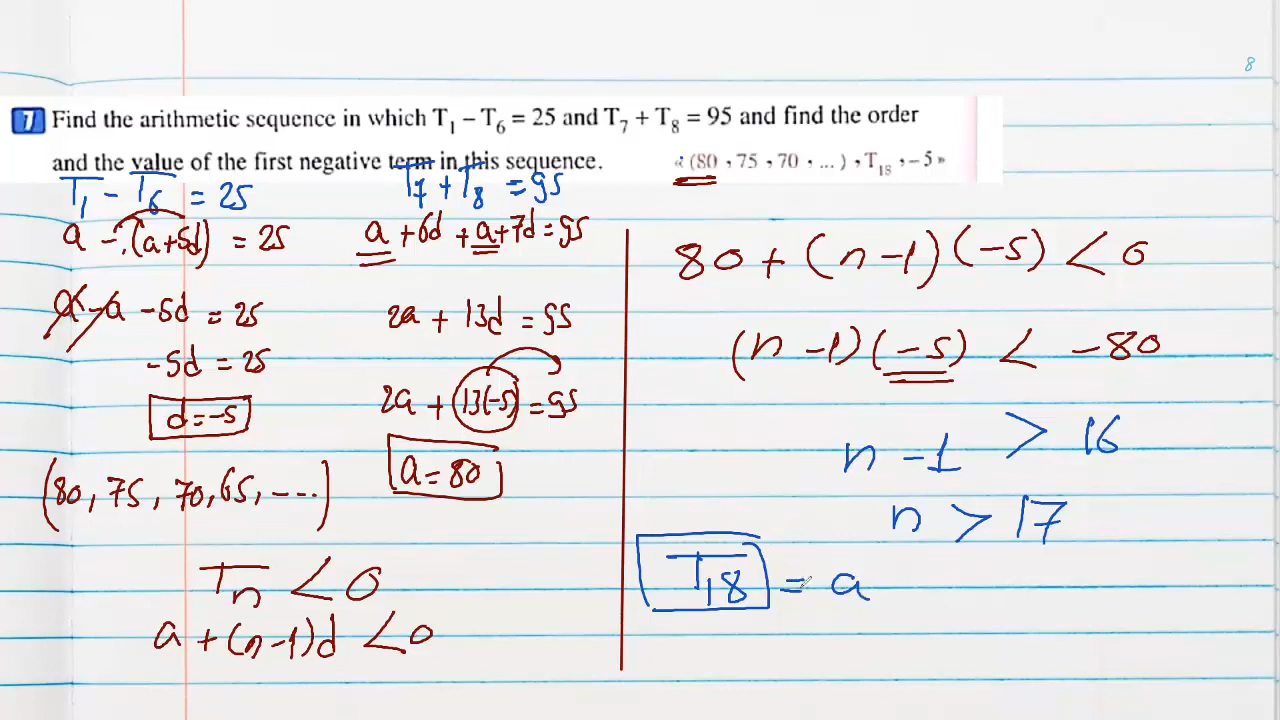 8
7 Find the arithmetic sequence in which T₁ – T₆ = 25 and T₇ + T₈ = 95 and find the order
and the value of the first negative term in this sequence. « (80 , 75 , 70 , ...) , T₁₈ , – 5 »
T₁ – T₆ = 25
a – (a+5d) = 25
a – a – 5d = 25
-5d = 25
d = -5
(80, 75, 70, 65, ----)
Tn < 0
a + (n-1)d < 0
T₇ + T₈ = 95
a + 6d + a + 7d = 95
2a + 13d = 95
2a + 13(-5) = 95
a = 80
80 + (n-1)(-5) < 0
(n-1)(-5) < -80
n - 1 > 16
n > 17
T₁₈ = a